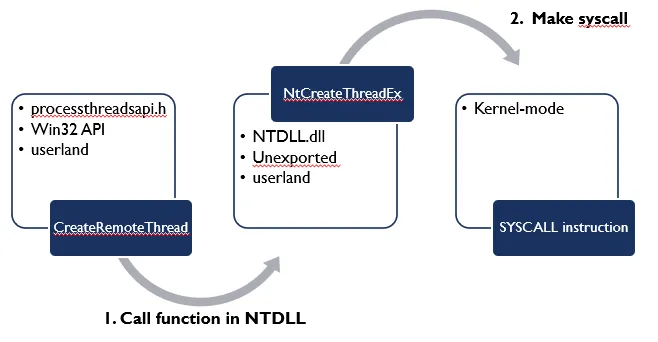 2. Make syscall
NtCreateThreadEx
• processthreadsapi.h
• Win32 API
• userland
CreateRemoteThread
• NTDLL.dll
• Unexported
• userland
• Kernel-mode
SYSCALL instruction
1. Call function in NTDLL